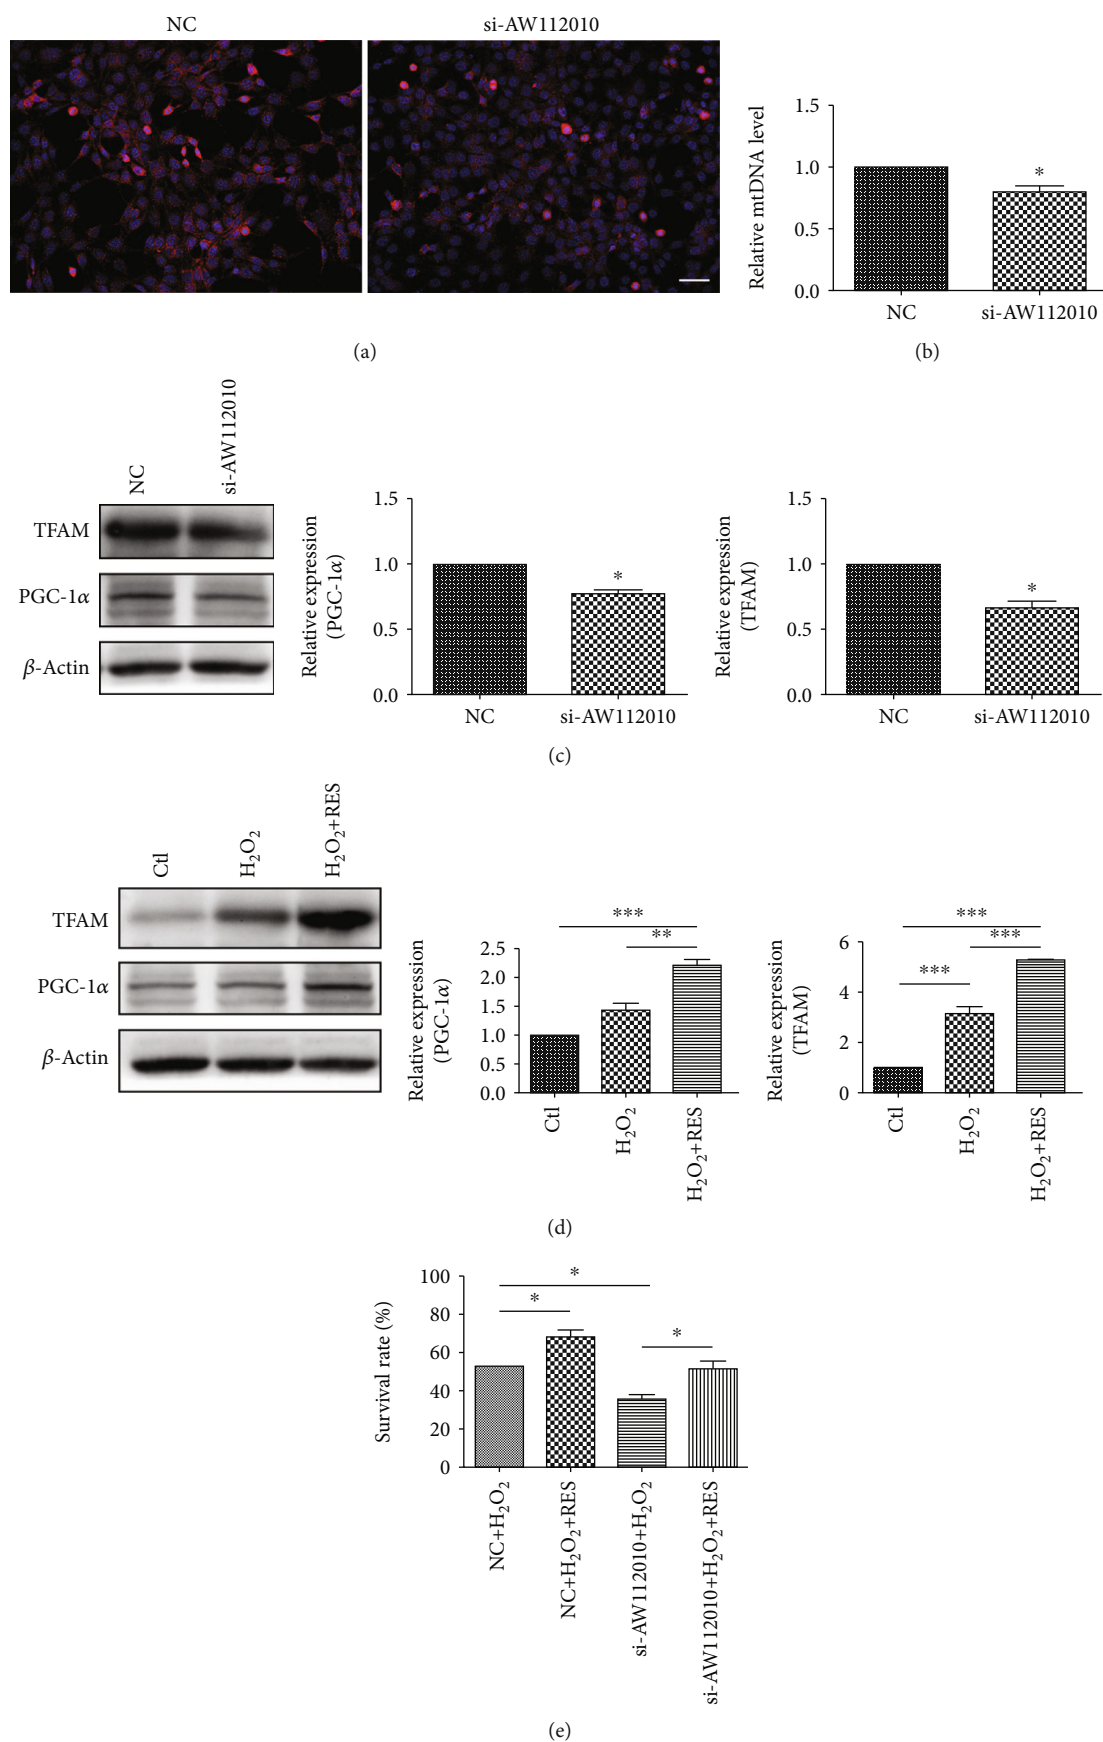 NC
si-AW112010
Relative mtDNA level
1.5
1.0
*
0.5
0.0
NC
si-AW112010
(a)
(b)
NC
si-AW112010
TFAM
PGC-1α
β-Actin
Relative expression
(PGC-1α)
1.5
1.0
*
0.5
0.0
NC
si-AW112010
Relative expression
(TFAM)
1.5
1.0
*
0.5
0.0
NC
si-AW112010
(c)
Ctl
H₂O₂
H₂O₂+RES
TFAM
PGC-1α
β-Actin
Relative expression
(PGC-1α)
***
**
2.5
2.0
1.5
1.0
0.5
0.0
Ctl
H₂O₂
H₂O₂+RES
Relative expression
(TFAM)
***
***
***
6
4
2
0
Ctl
H₂O₂
H₂O₂+RES
(d)
Survival rate (%)
100
80
60
40
20
0
*
*
*
NC+H₂O₂
NC+H₂O₂+RES
si-AW112010+H₂O₂
si-AW112010+H₂O₂+RES
(e)